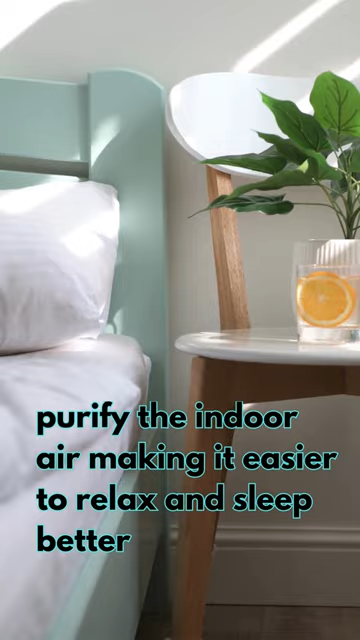 purify the indoor
air making it easier
to relax and sleep
better